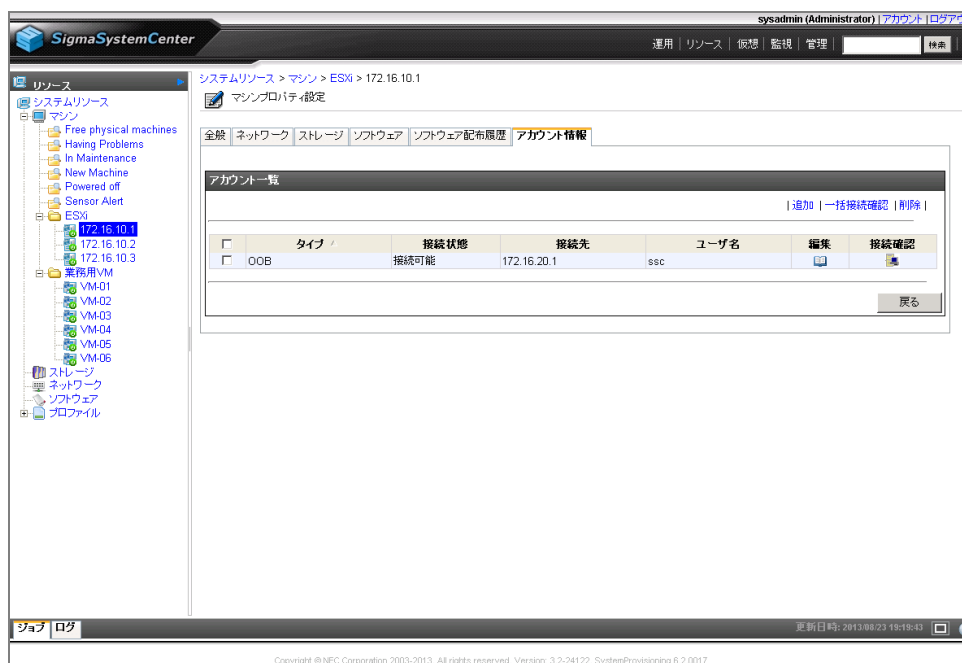 sysadmin (Administrator) | アカウント | ログアウ
SigmaSystemCenter
運用 | リソース | 仮想 | 監視 | 管理 |
検索
リソース
システムリソース
マシン
Free physical machines
Having Problems
In Maintenance
New Machine
Powered off
Sensor Alert
ESXi
172.16.10.1
172.16.10.2
172.16.10.3
業務用VM
VM-01
VM-02
VM-03
VM-04
VM-05
VM-06
ストレージ
ネットワーク
ソフトウェア
プロファイル
システムリソース > マシン > ESXi > 172.16.10.1
マシンプロパティ設定
全般 ネットワーク ストレージ ソフトウェア ソフトウェア配布履歴 アカウント情報
アカウント一覧
| 追加 | 一括接続確認 | 削除 |
タイプ 接続状態 接続先 ユーザ名 編集 接続確認
OOB 接続可能 172.16.20.1 ssc
戻る
ジョブ ログ
更新日時: 2013/08/23 19:19:43
Copyright © NEC Corporation 2003-2013. All rights reserved. Version: 3.2-24122, SystemProvisioning 6.2.0017